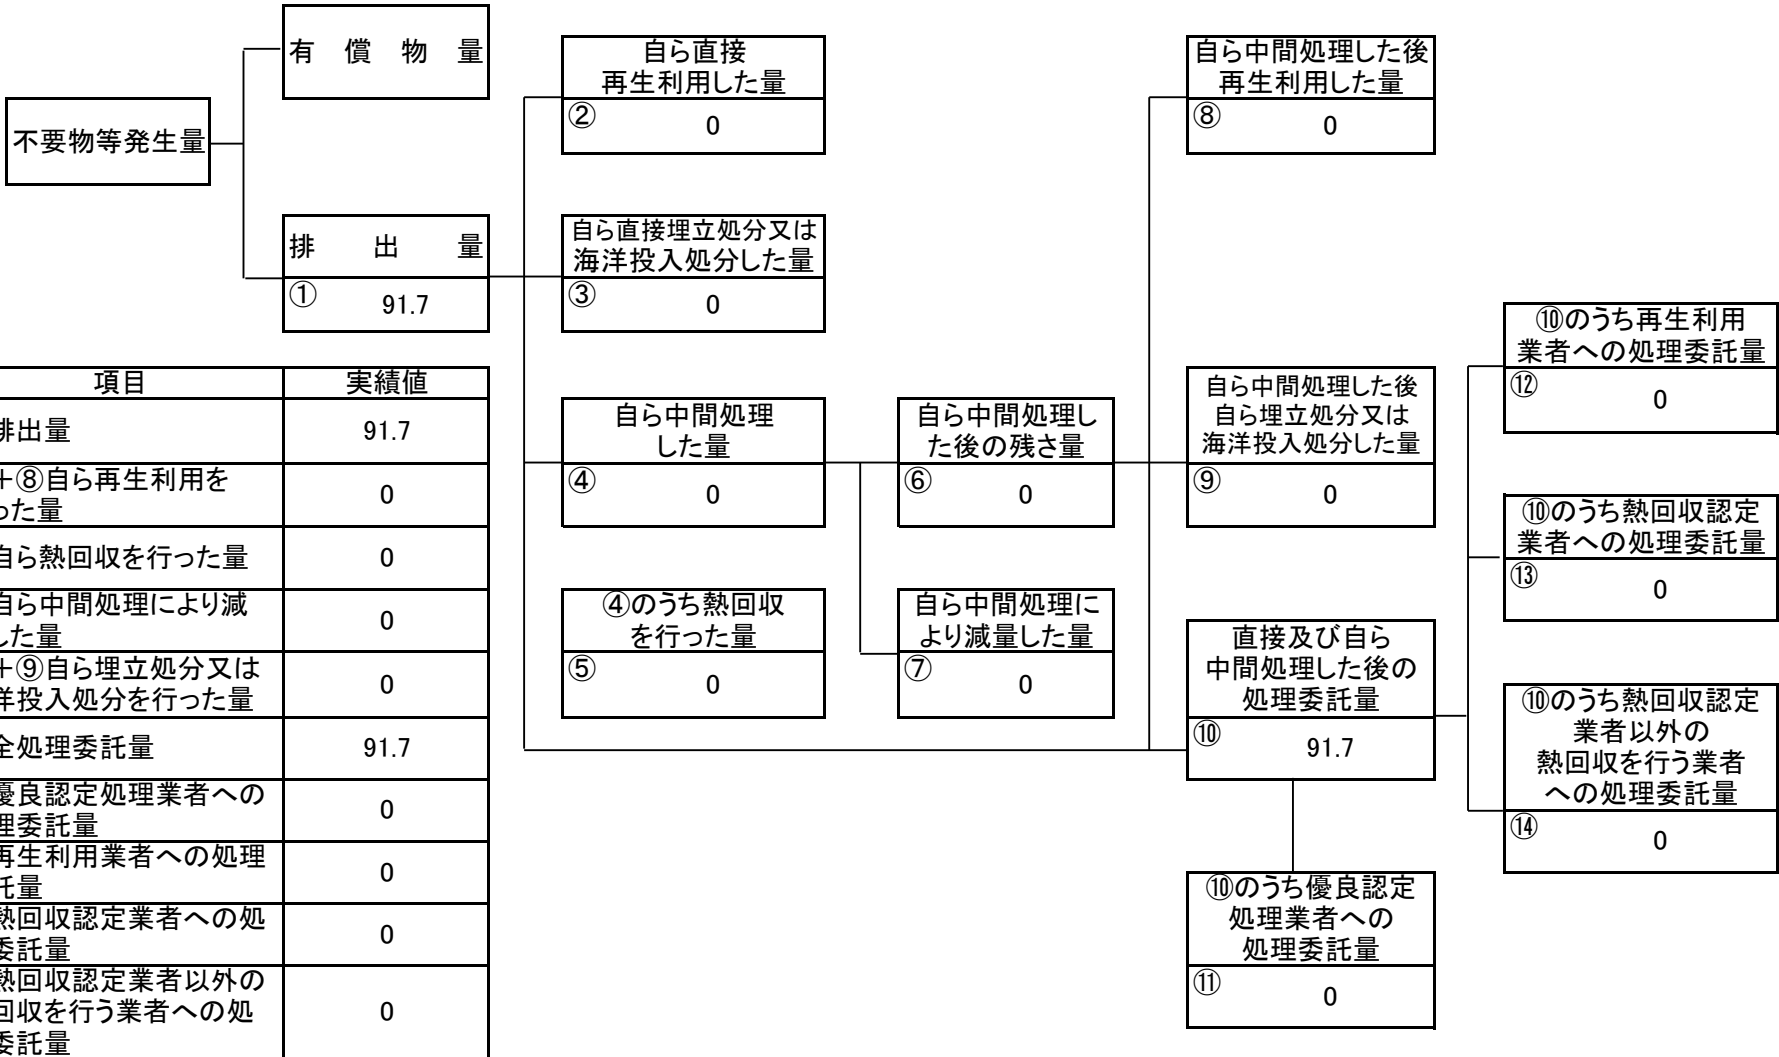 不要物等発生量
有償物量
排出量
①
91.7
自ら直接
再生利用した量
②
0
自ら直接埋立処分又は
海洋投入処分した量
③
0
自ら中間処理
した量
④
0
④のうち熱回収
を行った量
⑤
0
自ら中間処理し
た後の残さ量
⑥
0
自ら中間処理に
より減量した量
⑦
0
自ら中間処理した後
再生利用した量
⑧
0
自ら中間処理した後
自ら埋立処分又は
海洋投入処分した量
⑨
0
直接及び自ら
中間処理した後の
処理委託量
⑩
91.7
⑩のうち優良認定
処理業者への
処理委託量
⑪
0
⑩のうち再生利用
業者への処理委託量
⑫
0
⑩のうち熱回収認定
業者への処理委託量
⑬
0
⑩のうち熱回収認定
業者以外の
熱回収を行う業者
への処理委託量
⑭
0
項目 実績値
排出量 91.7
+⑧自ら再生利用を
った量
0
自ら熱回収を行った量 0
自ら中間処理により減
した量
0
+⑨自ら埋立処分又は
洋投入処分を行った量
0
全処理委託量 91.7
優良認定処理業者への
理委託量
0
再生利用業者への処理
託量
0
熱回収認定業者への処
委託量
0
熱回収認定業者以外の
回収を行う業者への処
委託量
0